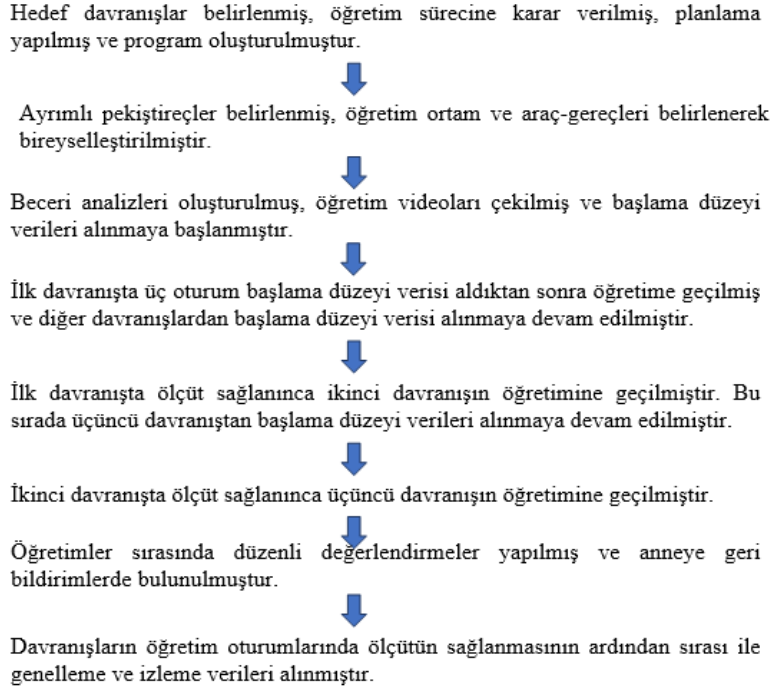 Hedef davranışlar belirlenmiş, öğretim sürecine karar verilmiş, planlama
yapılmış ve program oluşturulmuştur.
Ayrımlı pekiştireçler belirlenmiş, öğretim ortam ve araç-gereçleri belirlenerek
bireyselleştirilmiştir.
Beceri analizleri oluşturulmuş, öğretim videoları çekilmiş ve başlama düzeyi
verileri alınmaya başlanmıştır.
İlk davranışta üç oturum başlama düzeyi verisi aldıktan sonra öğretime geçilmiş
ve diğer davranışlardan başlama düzeyi verisi alınmaya devam edilmiştir.
İlk davranışta ölçüt sağlanınca ikinci davranışın öğretimine geçilmiştir. Bu
sırada üçüncü davranıştan başlama düzeyi verileri alınmaya devam edilmiştir.
İkinci davranışta ölçüt sağlanınca üçüncü davranışın öğretimine geçilmiştir.
Öğretimler sırasında düzenli değerlendirmeler yapılmış ve anneye geri
bildirimlerde bulunulmuştur.
Davranışların öğretim oturumlarında ölçütün sağlanmasının ardından sırası ile
genelleme ve izleme verileri alınmıştır.